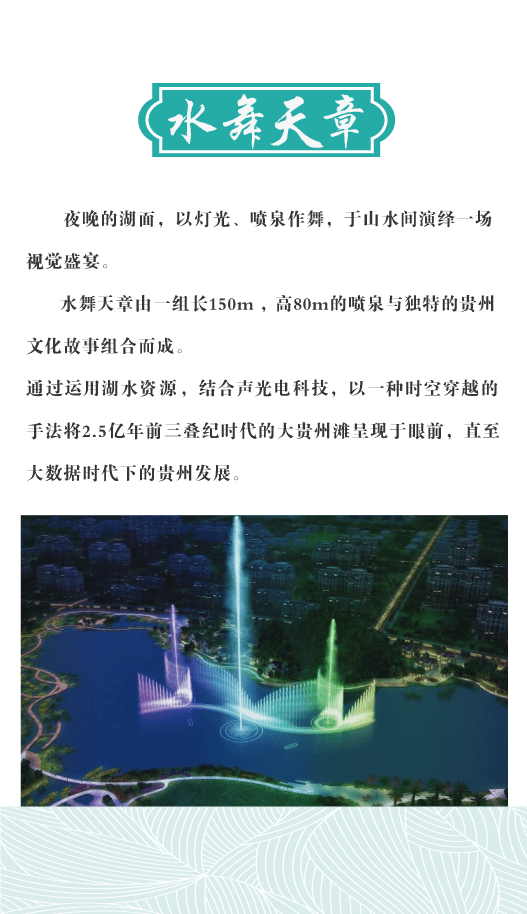 水舞天章
夜晚的湖面，以灯光、喷泉作舞，于山水间演绎一场
视觉盛宴。
水舞天章由一组长150m，高80m的喷泉与独特的贵州
文化故事组合而成。
通过运用湖水资源，结合声光电科技，以一种时空穿越的
手法将2.5亿年前三叠纪时代的大贵州滩呈现于眼前，直至
大数据时代下的贵州发展。